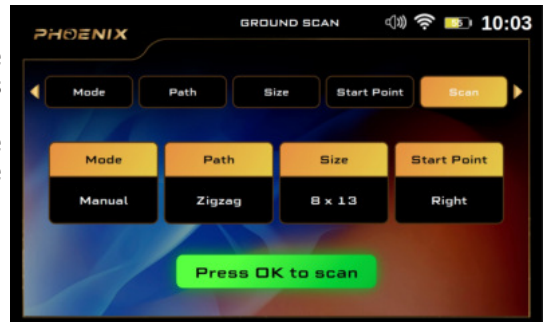 PHOENIX
GROUND SCAN
10:03
Mode Path Size Start Point Scan
Mode Path Size Start Point
Manual Zigzag 8 x 13 Right
Press OK to scan